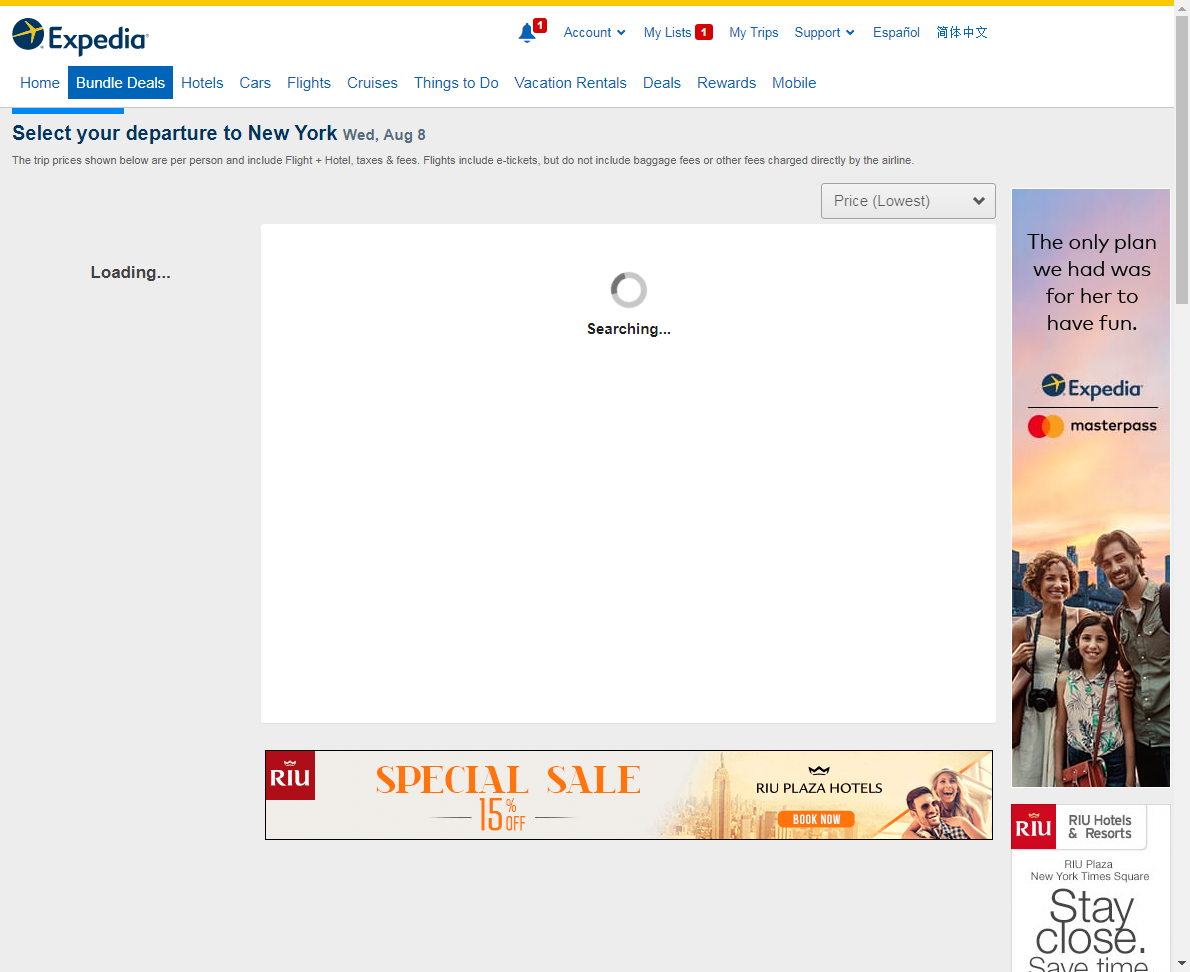 Expedia
1
Account
My Lists 1
My Trips
Support
Español
简体中文
Home
Bundle Deals
Hotels
Cars
Flights
Cruises
Things to Do
Vacation Rentals
Deals
Rewards
Mobile
Select your departure to New York Wed, Aug 8
The trip prices shown below are per person and include Flight + Hotel, taxes & fees. Flights include e-tickets, but do not include baggage fees or other fees charged directly by the airline.
Price (Lowest)
Loading...
Searching...
The only plan
we had was
for her to
have fun.
Expedia
masterpass
RIU
SPECIAL SALE
15% OFF
RIU PLAZA HOTELS
BOOK NOW
RIU
RIU Hotels
& Resorts
RIU Plaza
New York Times Square
Stay
close.
Save time